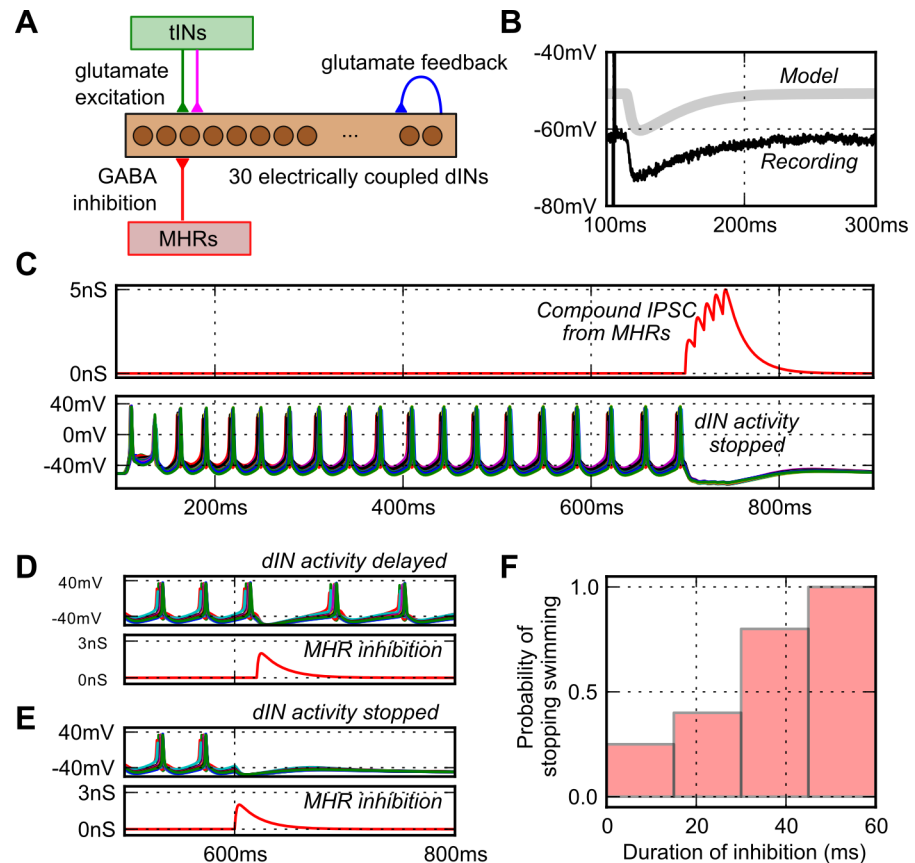 A
tINs
glutamate
excitation
glutamate feedback
...
GABA
inhibition
30 electrically coupled dINs
MHRs
B
-40mV
-60mV
-80mV
Model
Recording
100ms
200ms
300ms
C
5nS
0nS
Compound IPSC
from MHRs
40mV
0mV
-40mV
dIN activity
stopped
200ms
400ms
600ms
800ms
D
dIN activity delayed
40mV
-40mV
3nS
0nS
MHR inhibition
E
dIN activity stopped
40mV
-40mV
3nS
0nS
MHR inhibition
600ms
800ms
F
Probability of
stopping swimming
1.0
0.5
0.0
0
20
40
60
Duration of inhibition (ms)